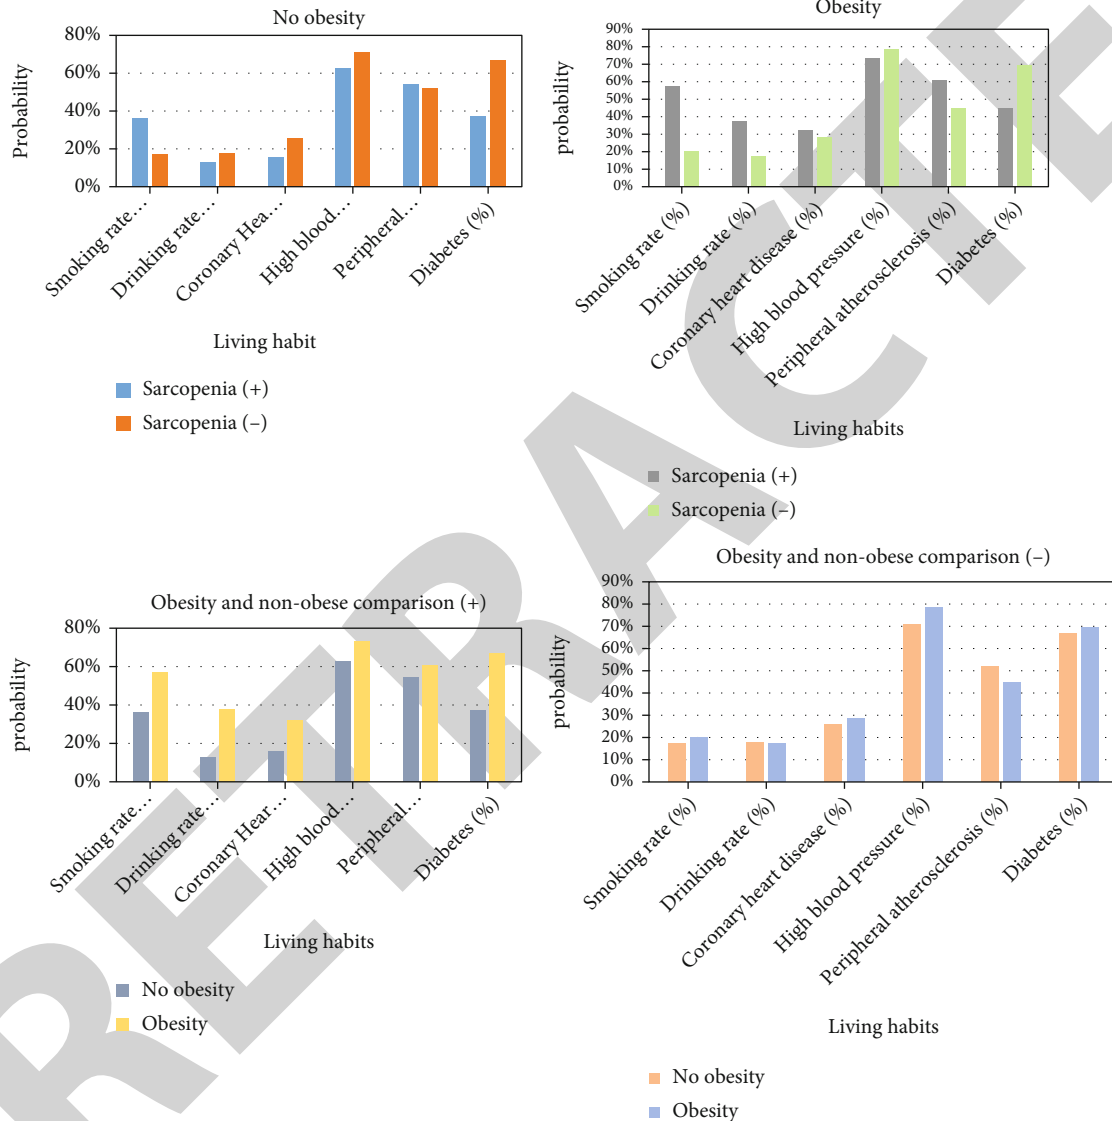 No obesity
Probability
80%
60%
40%
20%
0%
Smoking rate…
Drinking rate…
Coronary Hea…
High blood…
Peripheral…
Diabetes (%)
Living habit
Sarcopenia (+)
Sarcopenia (−)
Obesity
probability
90%
80%
70%
60%
50%
40%
30%
20%
10%
0%
Smoking rate (%)
Drinking rate (%)
Coronary heart disease (%)
High blood pressure (%)
Peripheral atherosclerosis (%)
Diabetes (%)
Living habits
Sarcopenia (+)
Sarcopenia (−)
Obesity and non-obese comparison (+)
probability
80%
60%
40%
20%
0%
Smoking rate…
Drinking rate…
Coronary Hear…
High blood…
Peripheral…
Diabetes (%)
Living habits
No obesity
Obesity
Obesity and non-obese comparison (−)
probability
90%
80%
70%
60%
50%
40%
30%
20%
10%
0%
Smoking rate (%)
Drinking rate (%)
Coronary heart disease (%)
High blood pressure (%)
Peripheral atherosclerosis (%)
Diabetes (%)
Living habits
No obesity
Obesity
RETRACTE